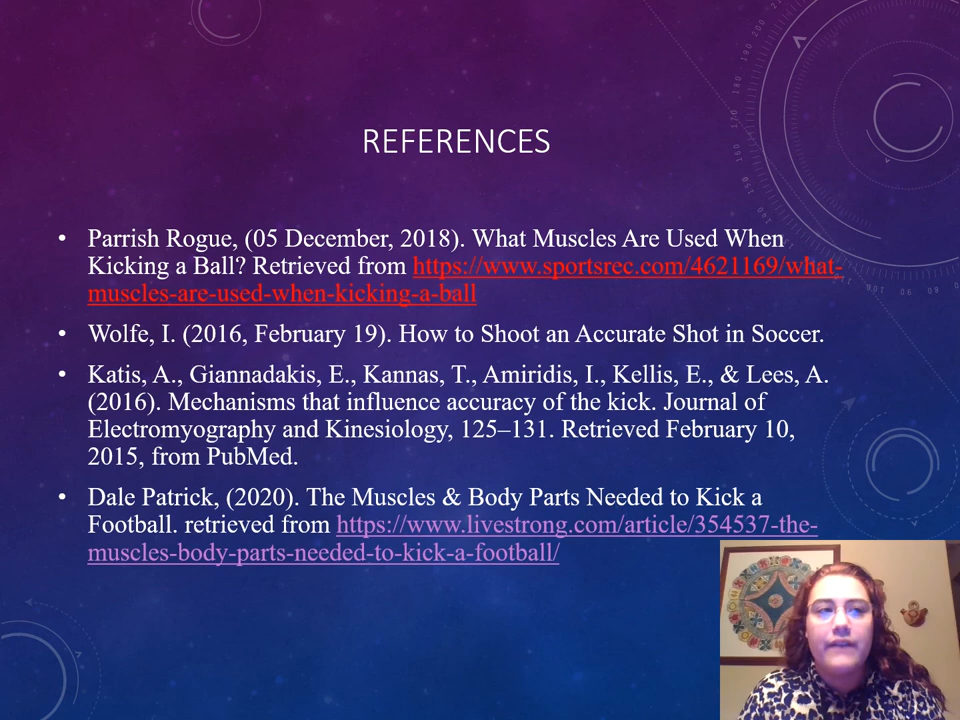 REFERENCES
• Parrish Rogue, (05 December, 2018). What Muscles Are Used When
Kicking a Ball? Retrieved from https://www.sportsrec.com/4621169/what-
muscles-are-used-when-kicking-a-ball
• Wolfe, I. (2016, February 19). How to Shoot an Accurate Shot in Soccer.
• Katis, A., Giannadakis, E., Kannas, T., Amiridis, I., Kellis, E., & Lees, A.
(2016). Mechanisms that influence accuracy of the kick. Journal of
Electromyography and Kinesiology, 125–131. Retrieved February 10,
2015, from PubMed.
• Dale Patrick, (2020). The Muscles & Body Parts Needed to Kick a
Football. retrieved from https://www.livestrong.com/article/354537-the-
muscles-body-parts-needed-to-kick-a-football/